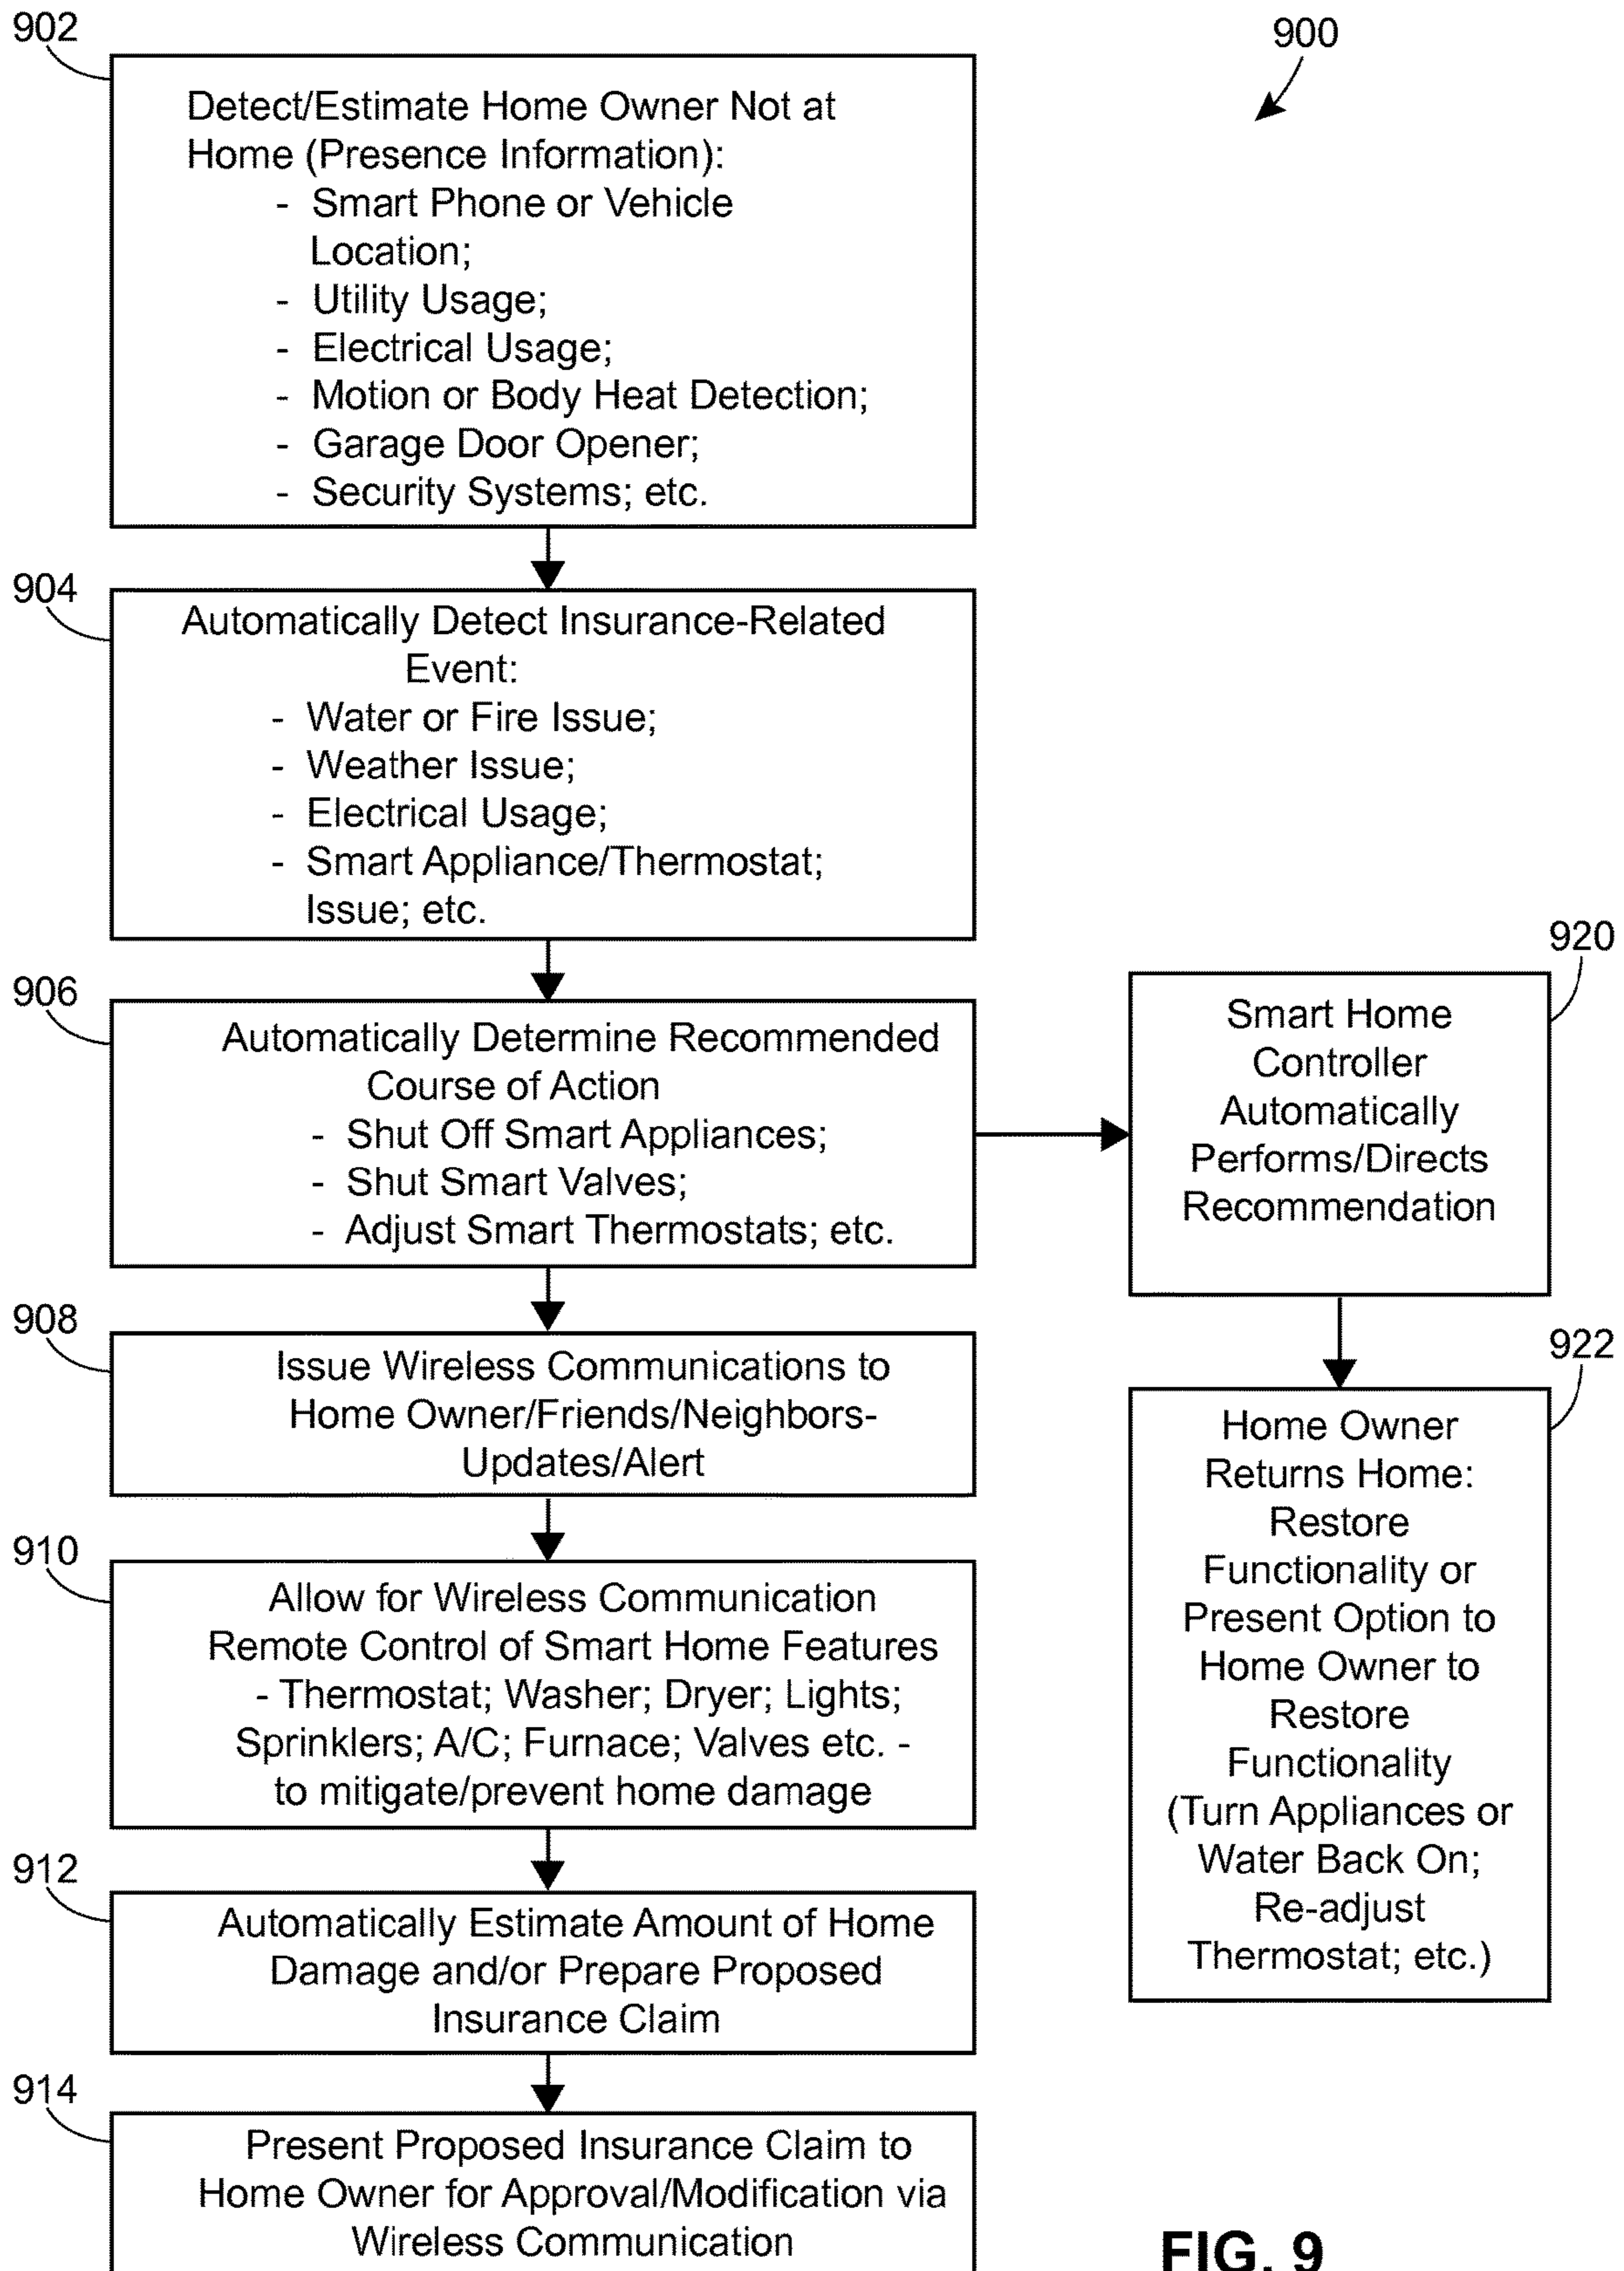 902
900
Detect/Estimate Home Owner Not at
Home (Presence Information):
- Smart Phone or Vehicle
Location;
- Utility Usage;
- Electrical Usage;
- Motion or Body Heat Detection;
- Garage Door Opener;
- Security Systems; etc.
904
Automatically Detect Insurance-Related
Event:
- Water or Fire Issue;
- Weather Issue;
- Electrical Usage;
- Smart Appliance/Thermostat;
Issue; etc.
906
Automatically Determine Recommended
Course of Action
- Shut Off Smart Appliances;
- Shut Smart Valves;
- Adjust Smart Thermostats; etc.
920
Smart Home
Controller
Automatically
Performs/Directs
Recommendation
908
Issue Wireless Communications to
Home Owner/Friends/Neighbors-
Updates/Alert
922
Home Owner
Returns Home:
Restore
Functionality or
Present Option to
Home Owner to
Restore
Functionality
(Turn Appliances or
Water Back On;
Re-adjust
Thermostat; etc.)
910
Allow for Wireless Communication
Remote Control of Smart Home Features
- Thermostat; Washer; Dryer; Lights;
Sprinklers; A/C; Furnace; Valves etc. -
to mitigate/prevent home damage
912
Automatically Estimate Amount of Home
Damage and/or Prepare Proposed
Insurance Claim
914
Present Proposed Insurance Claim to
Home Owner for Approval/Modification via
Wireless Communication
FIG. 9